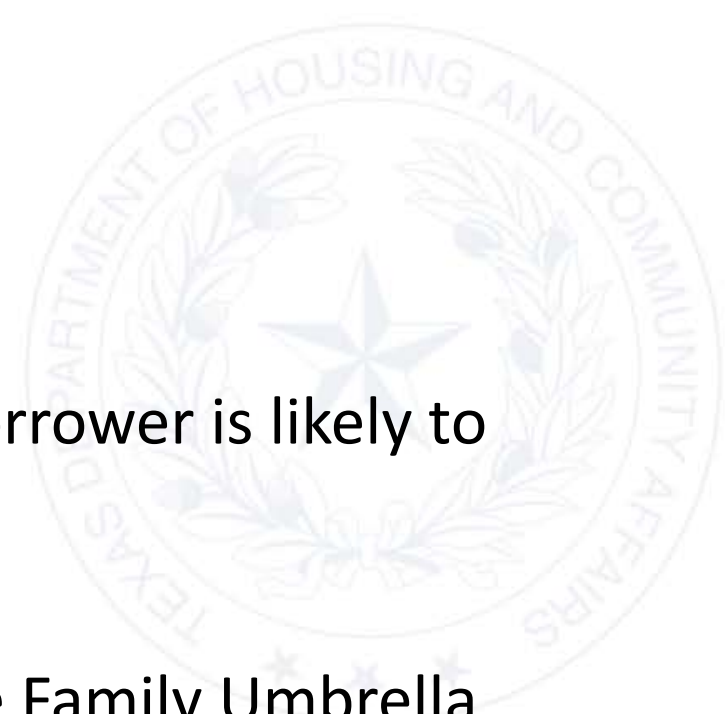 TEXAS DEPARTMENT OF HOUSING AND COMMUNITY AFFAIRS
rrower is likely to
Family Umbrella